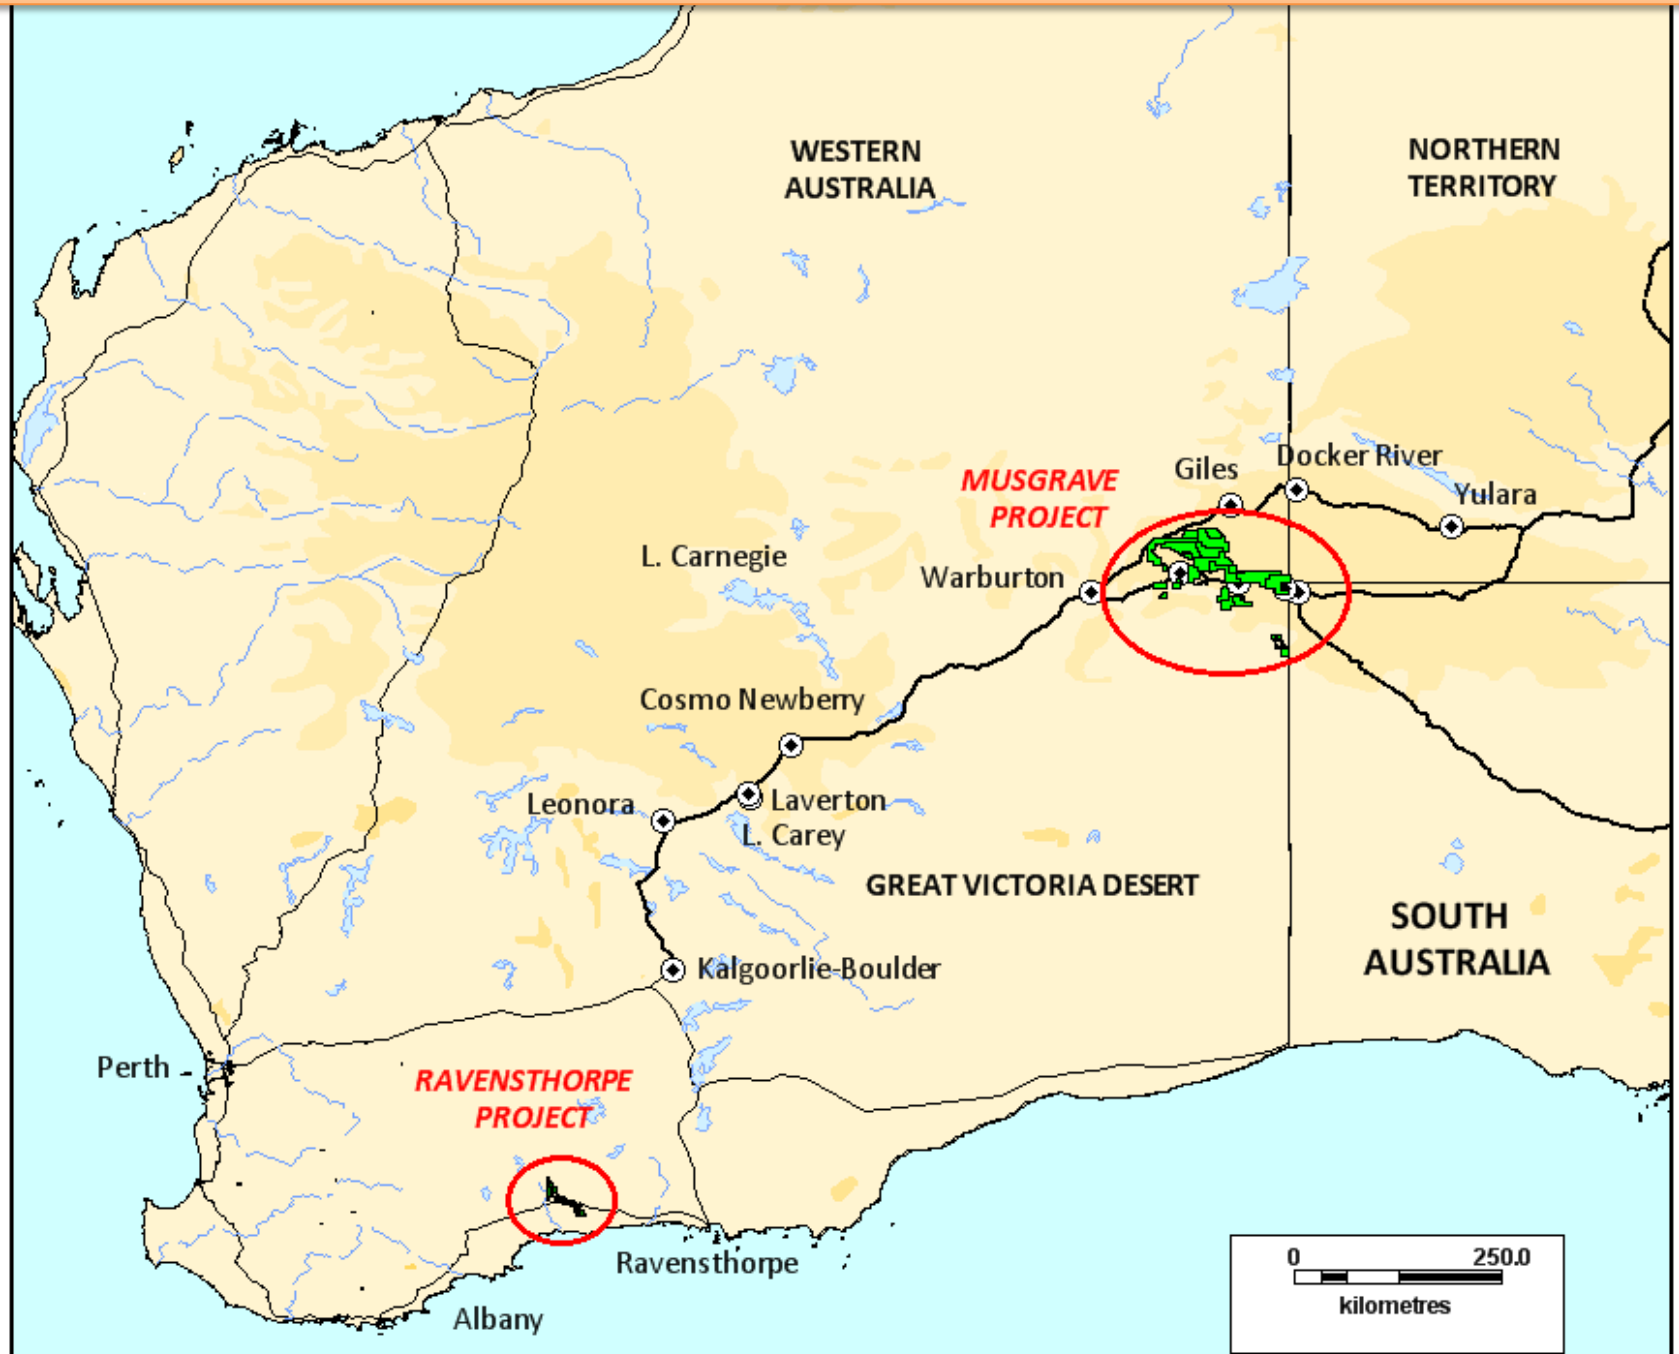 WESTERN
AUSTRALIA
NORTHERN
TERRITORY
Docker River
Giles
MUSGRAVE
PROJECT
Yulara
L. Carnegie
Warburton
Cosmo Newberry
Leonora
Laverton
L. Carey
GREAT VICTORIA DESERT
SOUTH
AUSTRALIA
Kalgoorlie-Boulder
Perth
RAVENSTHORPE
PROJECT
Ravensthorpe
Albany
0 250.0
kilometres